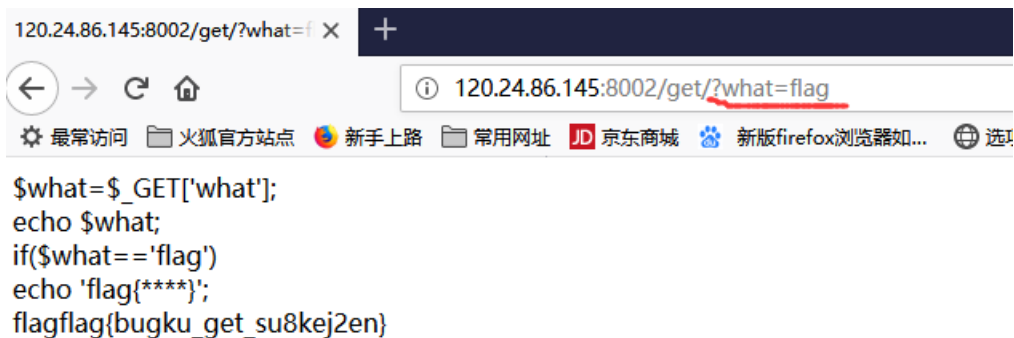 120.24.86.145:8002/get/?what=f
120.24.86.145:8002/get/?what=flag
最常访问 火狐官方站点 新手上路 常用网址 JD 京东商城 新版firefox浏览器如... 选项
$what=$_GET['what'];
echo $what;
if($what=='flag')
echo 'flag{****}';
flagflag{bugku_get_su8kej2en}